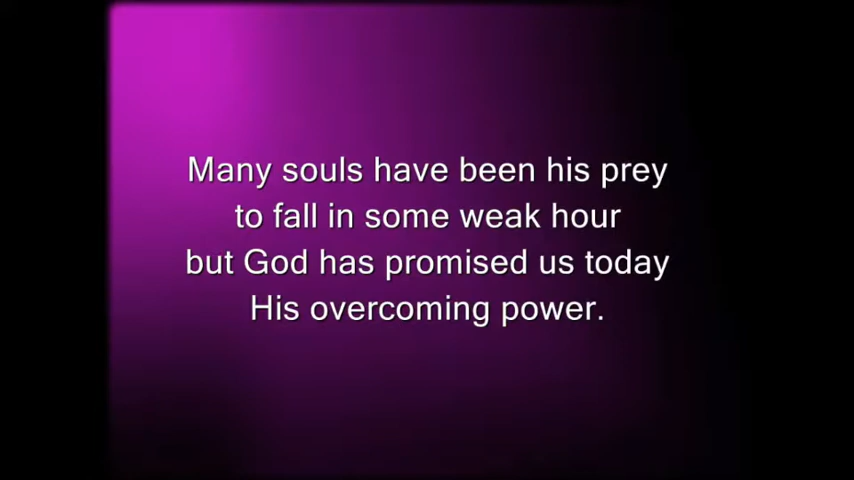 Many souls have been his prey
to fall in some weak hour
but God has promised us today
His overcoming power.